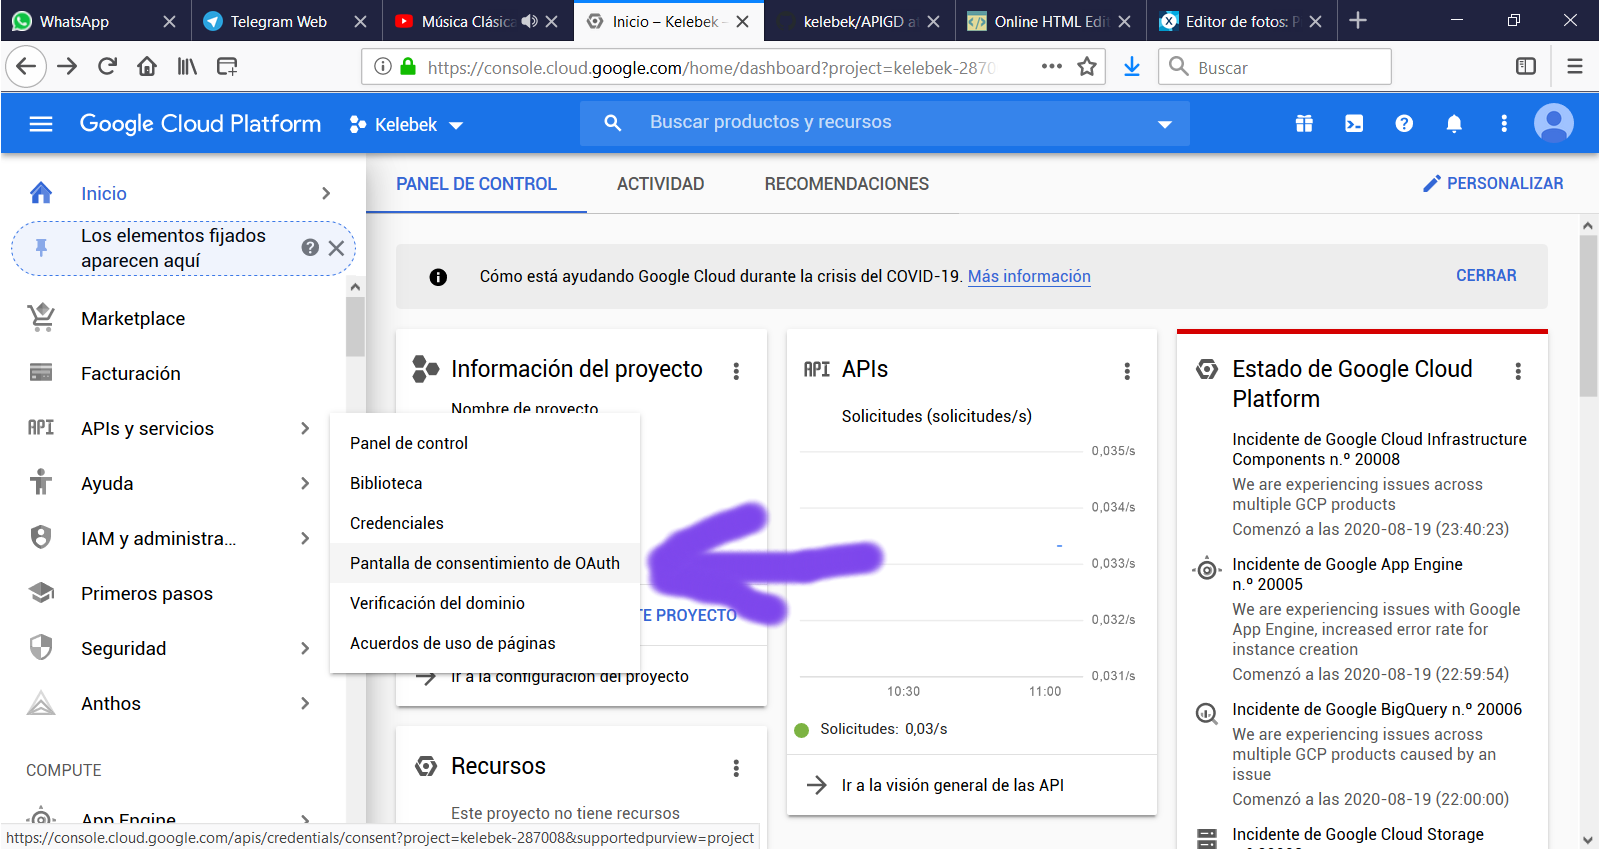 WhatsApp
Telegram Web
Música Clásica
Inicio – Kelebek –
kelebek/APIGD a
Online HTML Edit
Editor de fotos: P
https://console.cloud.google.com/home/dashboard?project=kelebek-28700
Buscar
Google Cloud Platform
Kelebek
Buscar productos y recursos
Inicio
PANEL DE CONTROL
ACTIVIDAD
RECOMENDACIONES
PERSONALIZAR
Los elementos fijados
aparecen aquí
Cómo está ayudando Google Cloud durante la crisis del COVID-19. Más información
CERRAR
Marketplace
Facturación
APIs y servicios
Ayuda
IAM y administra...
Primeros pasos
Seguridad
Anthos
COMPUTE
App Engine
Panel de control
Biblioteca
Credenciales
Pantalla de consentimiento de OAuth
Verificación del dominio
Acuerdos de uso de páginas
Información del proyecto
Nombre de proyecto
TE PROYECTO
Ir a la configuración del proyecto
Recursos
Este proyecto no tiene recursos
API APIs
Solicitudes (solicitudes/s)
0,035/s
0,034/s
0,033/s
0,032/s
0,031/s
10:30
11:00
Solicitudes: 0,03/s
Ir a la visión general de las API
Estado de Google Cloud
Platform
Incidente de Google Cloud Infrastructure
Components n.º 20008
We are experiencing issues across
multiple GCP products
Comenzó a las 2020-08-19 (23:40:23)
Incidente de Google App Engine
n.º 20005
We are experiencing issues with Google
App Engine, increased error rate for
instance creation
Comenzó a las 2020-08-19 (22:59:54)
Incidente de Google BigQuery n.º 20006
We are experiencing issues across
multiple GCP products caused by an
issue
Comenzó a las 2020-08-19 (22:00:00)
Incidente de Google Cloud Storage
https://console.cloud.google.com/apis/credentials/consent?project=kelebek-287008&supportedpurview=project